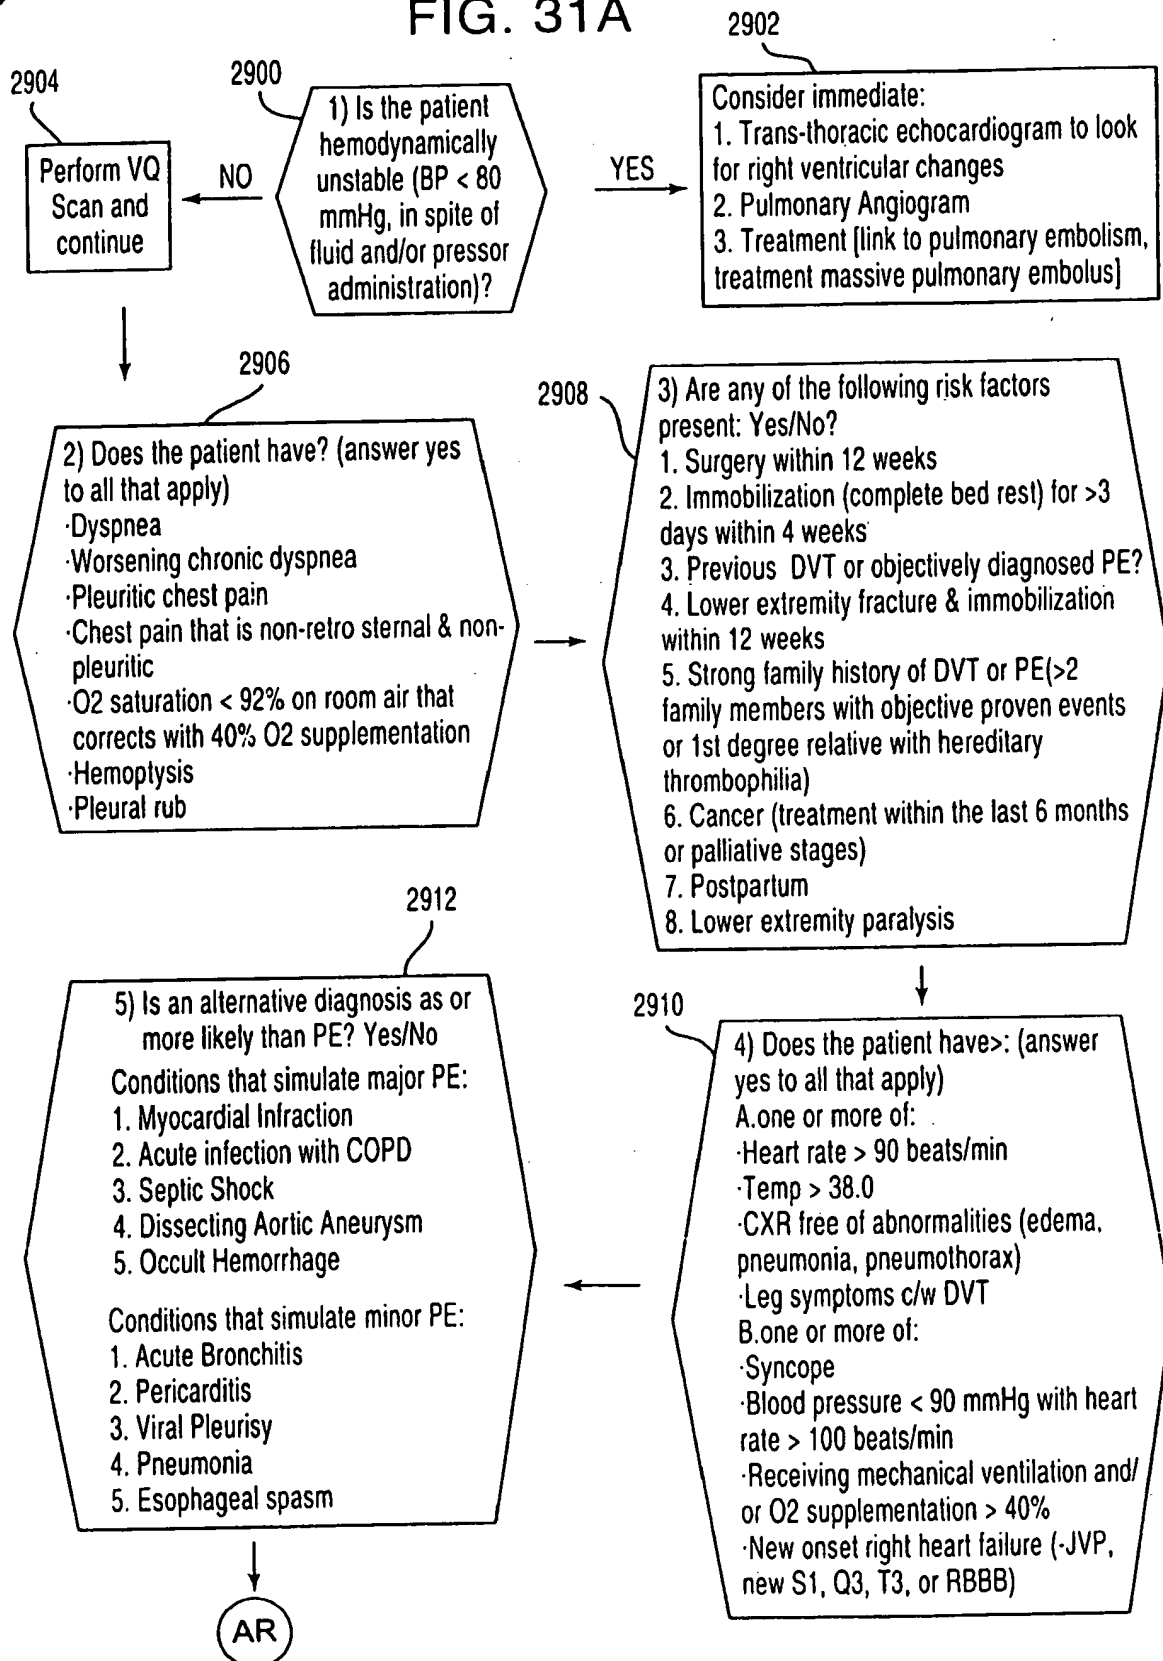 FIG. 31A
2904
2900
2902
Perform VQ
Scan and
continue
NO
1) Is the patient
hemodynamically
unstable (BP < 80
mmHg, in spite of
fluid and/or pressor
administration)?
YES
Consider immediate:
1. Trans-thoracic echocardiogram to look
for right ventricular changes
2. Pulmonary Angiogram
3. Treatment [link to pulmonary embolism,
treatment massive pulmonary embolus]
2906
2) Does the patient have? (answer yes
to all that apply)
·Dyspnea
·Worsening chronic dyspnea
·Pleuritic chest pain
·Chest pain that is non-retro sternal & non-
pleuritic
·O2 saturation < 92% on room air that
corrects with 40% O2 supplementation
·Hemoptysis
·Pleural rub
2908
3) Are any of the following risk factors
present: Yes/No?
1. Surgery within 12 weeks
2. Immobilization (complete bed rest) for >3
days within 4 weeks
3. Previous DVT or objectively diagnosed PE?
4. Lower extremity fracture & immobilization
within 12 weeks
5. Strong family history of DVT or PE(>2
family members with objective proven events
or 1st degree relative with hereditary
thrombophilia)
6. Cancer (treatment within the last 6 months
or palliative stages)
7. Postpartum
8. Lower extremity paralysis
2910
4) Does the patient have>: (answer
yes to all that apply)
A.one or more of:
·Heart rate > 90 beats/min
·Temp > 38.0
·CXR free of abnormalities (edema,
pneumonia, pneumothorax)
·Leg symptoms c/w DVT
B.one or more of:
·Syncope
·Blood pressure < 90 mmHg with heart
rate > 100 beats/min
·Receiving mechanical ventilation and/
or O2 supplementation > 40%
·New onset right heart failure (-JVP,
new S1, Q3, T3, or RBBB)
2912
5) Is an alternative diagnosis as or
more likely than PE? Yes/No
Conditions that simulate major PE:
1. Myocardial Infraction
2. Acute infection with COPD
3. Septic Shock
4. Dissecting Aortic Aneurysm
5. Occult Hemorrhage
Conditions that simulate minor PE:
1. Acute Bronchitis
2. Pericarditis
3. Viral Pleurisy
4. Pneumonia
5. Esophageal spasm
AR